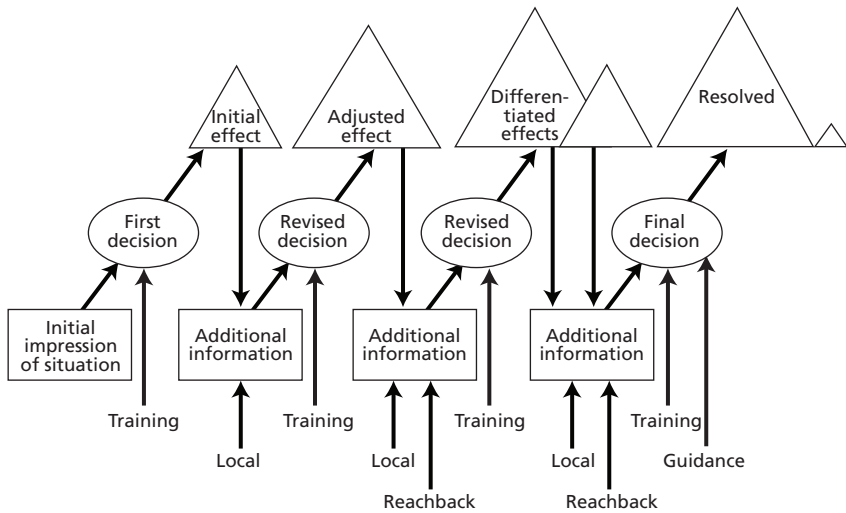 Initial
effect
Adjusted
effect
Differen-
tiated
effects
Resolved
First
decision
Revised
decision
Revised
decision
Final
decision
Initial
impression
of situation
Additional
information
Additional
information
Additional
information
Training
Training
Training
Training
Local
Local
Local
Guidance
Reachback
Reachback